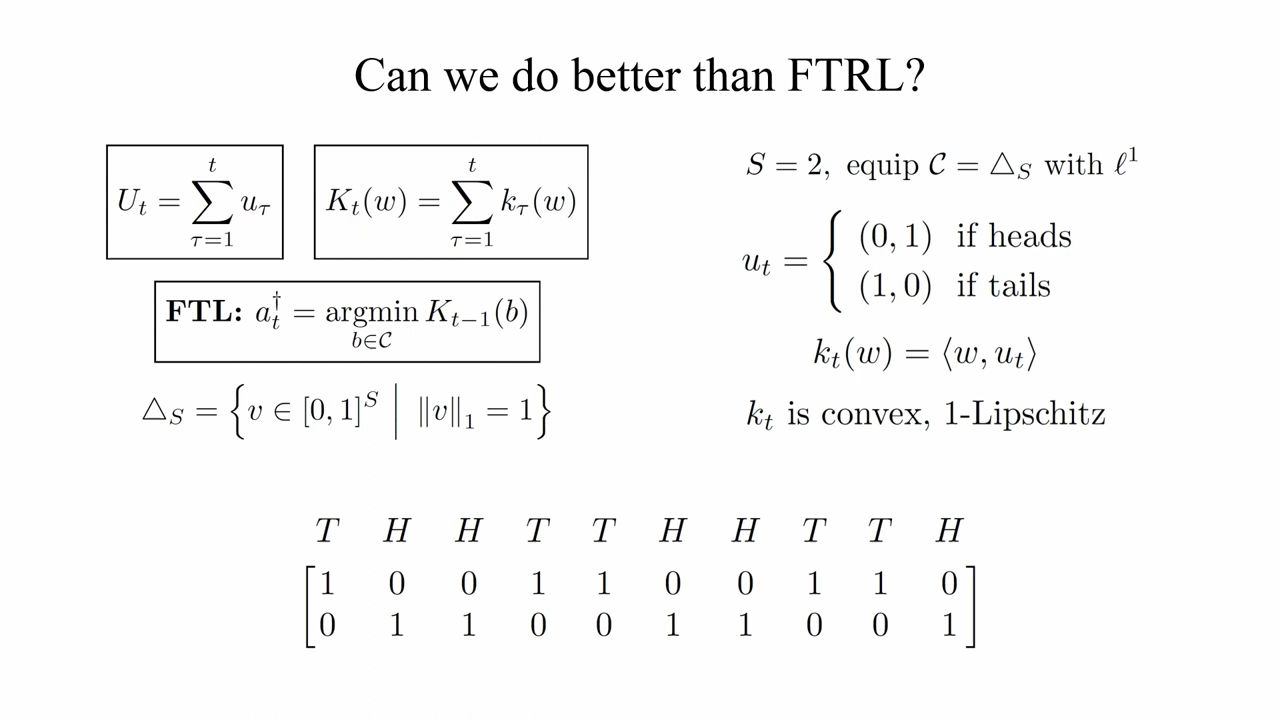 Can we do better than FTRL?
U_t = \sum_{\tau=1}^{t} u_\tau
K_t(w) = \sum_{\tau=1}^{t} k_\tau(w)
FTL: a_t^\dagger = \operatorname{argmin}_{b \in \mathcal{C}} K_{t-1}(b)
\triangle_S = \left\{ v \in [0, 1]^S \mid \|v\|_1 = 1 \right\}
S = 2, equip \mathcal{C} = \triangle_S with \ell^1
u_t = { (0, 1) if heads
(1, 0) if tails
k_t(w) = ⟨w, u_t⟩
k_t is convex, 1-Lipschitz
T H H T T H H T T H
[1 0 0 1 1 0 0 1 1 0
0 1 1 0 0 1 1 0 0 1]